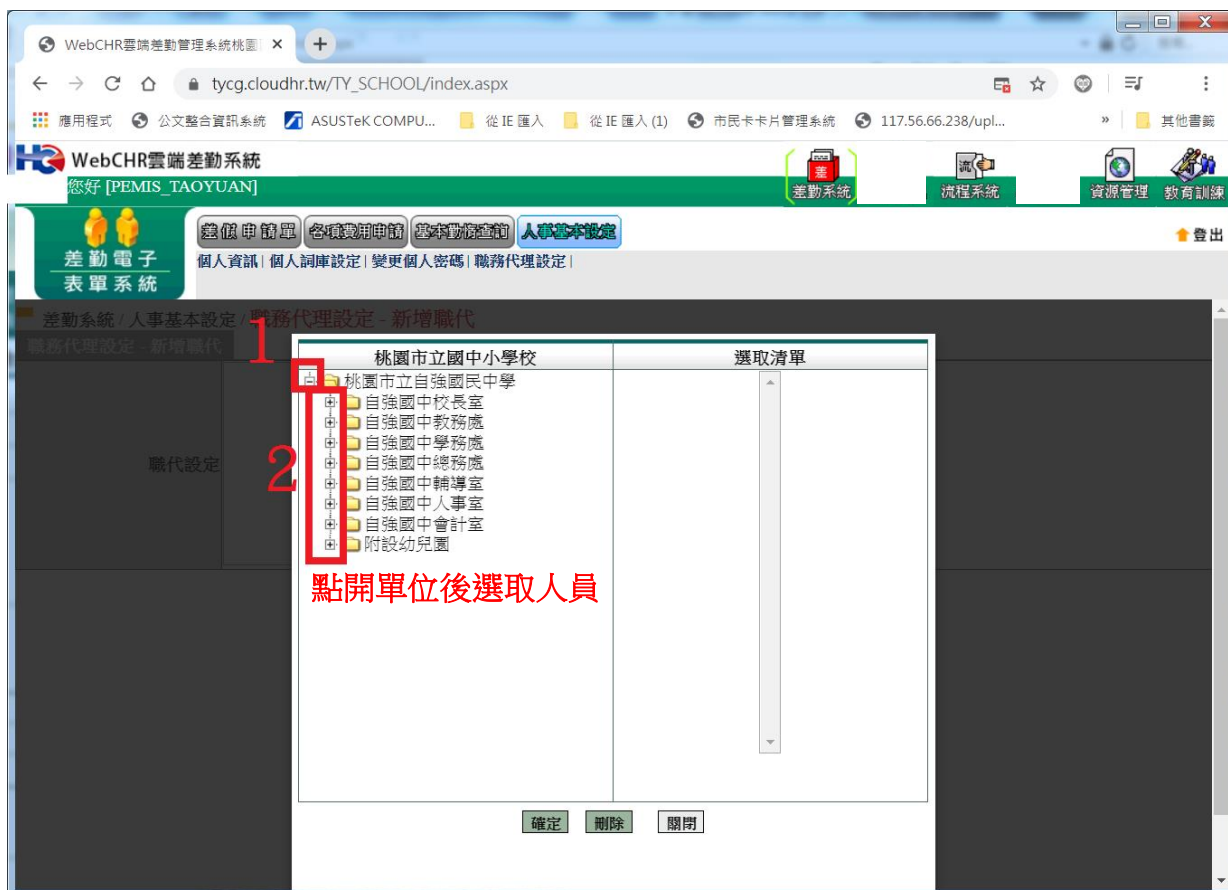 WebCHR雲端差勤管理系統桃園
tycg.cloudhr.tw/TY_SCHOOL/index.aspx
應用程式 公文整合資訊系統 ASUSTeK COMPU... 從 IE 匯入 從 IE 匯入 (1) 市民卡卡片管理系統 117.56.66.238/upl... » 其他書籤
WebCHR雲端差勤系統
您好 [PEMIS_TAOYUAN]
差
差勤系統 流程系統 資源管理 教育訓練
差假申請單 各項費用申請 基本勤務查詢 人事基本設定
登出
差勤電子
表單系統
個人資訊 | 個人詞庫設定 | 變更個人密碼 | 職務代理設定 |
差勤系統 / 人事基本設定 / 職務代理設定 - 新增職代
職務代理設定 - 新增職代
1
桃園市立國中小學校 選取清單
桃園市立自強國民中學
自強國中校長室
自強國中教務處
自強國中學務處
職代設定
2
自強國中總務處
自強國中輔導室
自強國中人事室
自強國中會計室
附設幼兒園
點開單位後選取人員
確定 刪除 關閉